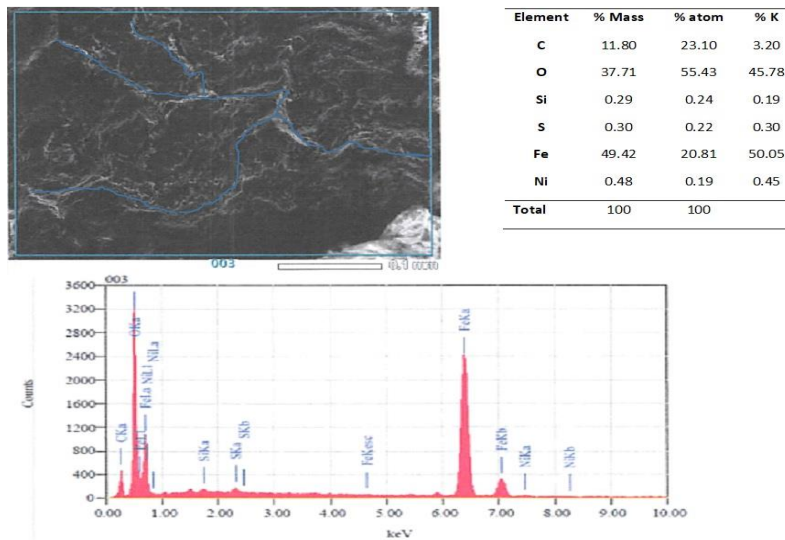 Element % Mass % atom % K
C 11.80 23.10 3.20
O 37.71 55.43 45.78
Si 0.29 0.24 0.19
S 0.30 0.22 0.30
Fe 49.42 20.81 50.05
Ni 0.48 0.19 0.45
Total 100 100
003
0.1 mm
003
3600
3200
2800
2400
2000
1600
1200
800
400
0
Counts
CKa
OKa
FeLa
NiLl
NiLa
SiKa
SKa
SKb
FeKesc
FeKa
FeKb
NiKa
NiKb
0.00 1.00 2.00 3.00 4.00 5.00 6.00 7.00 8.00 9.00 10.00
keV